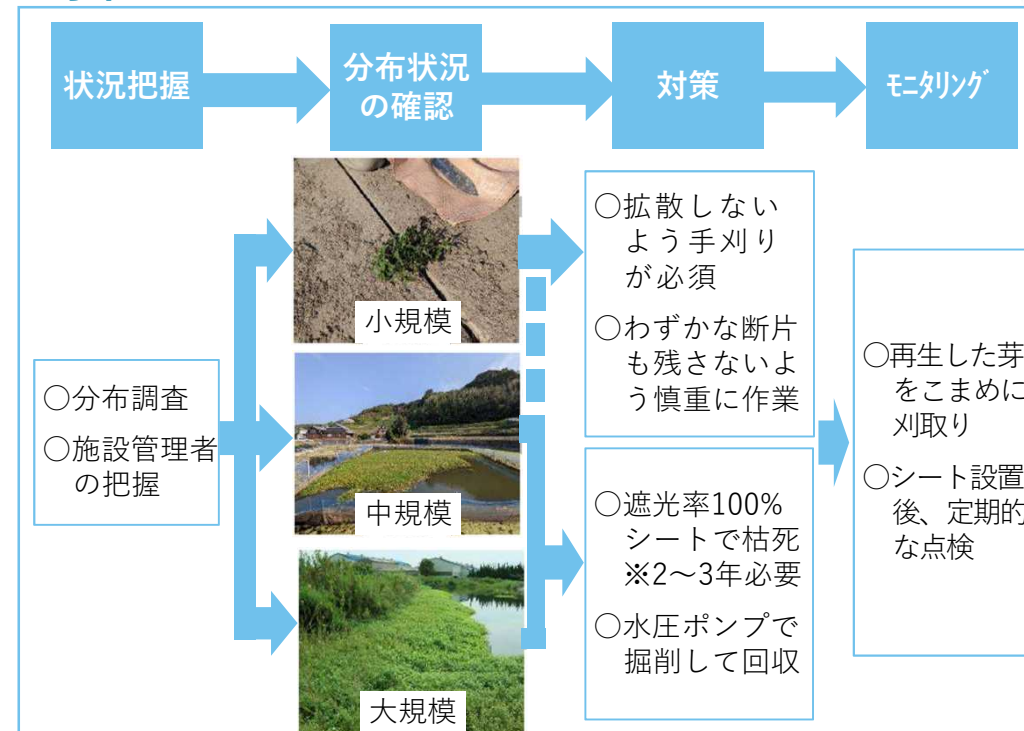 状況把握
分布状況
の確認
対策
ﾓﾆﾀﾘﾝｸﾞ
○分布調査
○施設管理者
の把握
小規模
中規模
大規模
○拡散しない
よう手刈り
が必須
○わずかな断片
も残さないよ
う慎重に作業
○遮光率100%
シートで枯死
※2～3年必要
○水圧ポンプで
掘削して回収
○再生した芽
をこまめに
刈取り
○シート設置
後、定期的
な点検